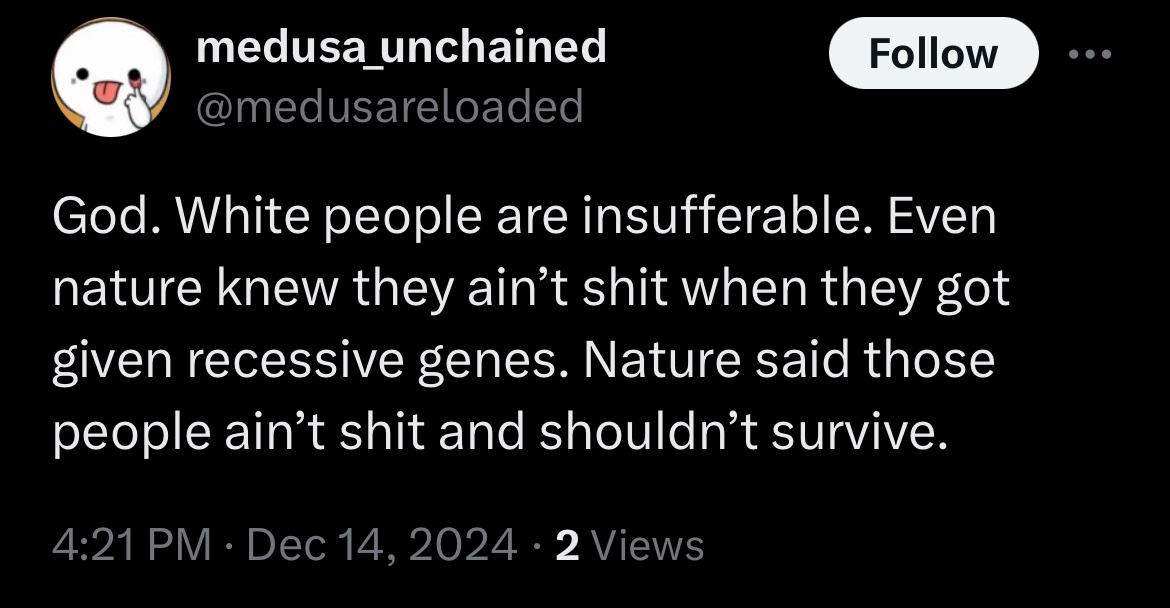 medusa_unchained
Follow
@medusareloaded
God. White people are insufferable. Even
nature knew they ain’t shit when they got
given recessive genes. Nature said those
people ain’t shit and shouldn’t survive.
4:21 PM · Dec 14, 2024 · 2 Views